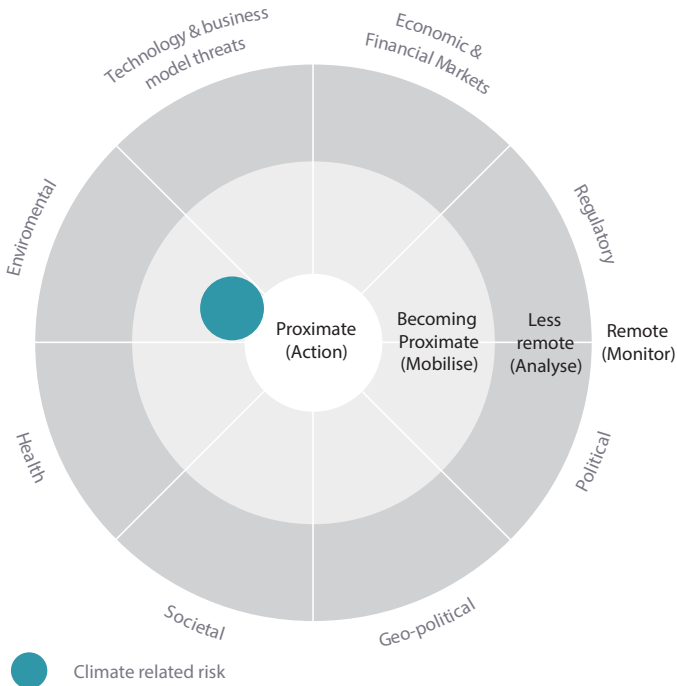 Technology & business
model threats
Economic &
Financial Markets
Enviromental
Regulatory
Proximate
(Action)
Becoming
Proximate
(Mobilise)
Less
remote
(Analyse)
Remote
(Monitor)
Health
Political
Societal
Geo-political
Climate related risk